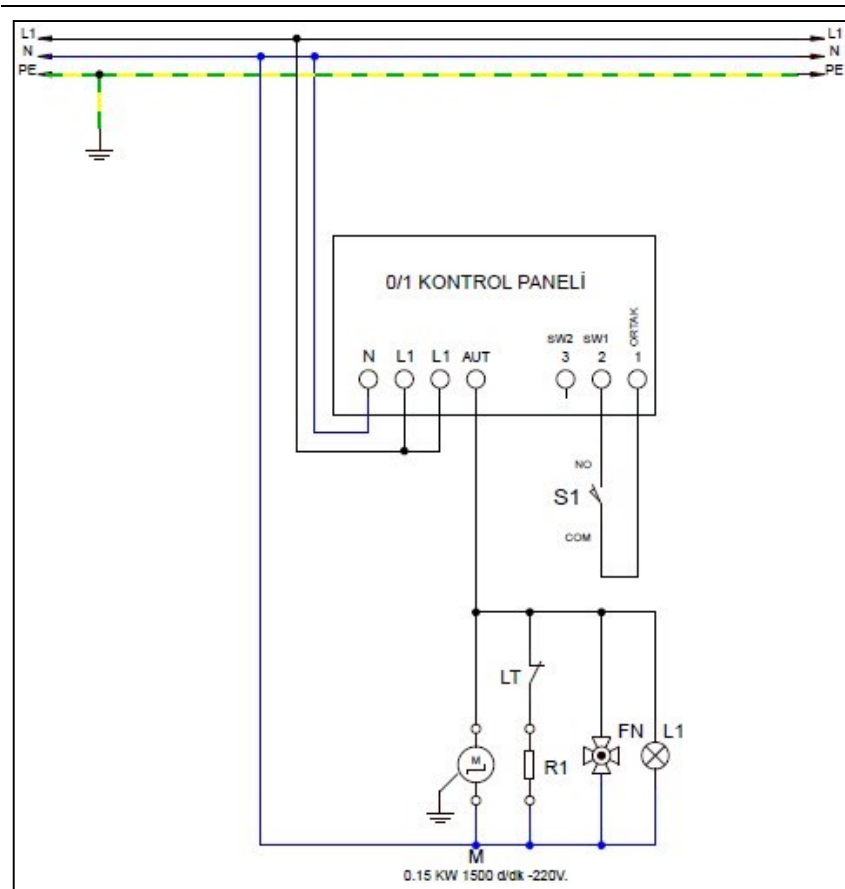 L1 L1
N N
PE PE
0/1 KONTROL PANELİ
ORTAK
SW2 SW1
N L1 L1 AUT 3 2 1
NO
S1
COM
LT
FN L1
M
R1
M
0.15 KW 1500 d/dk -220V.